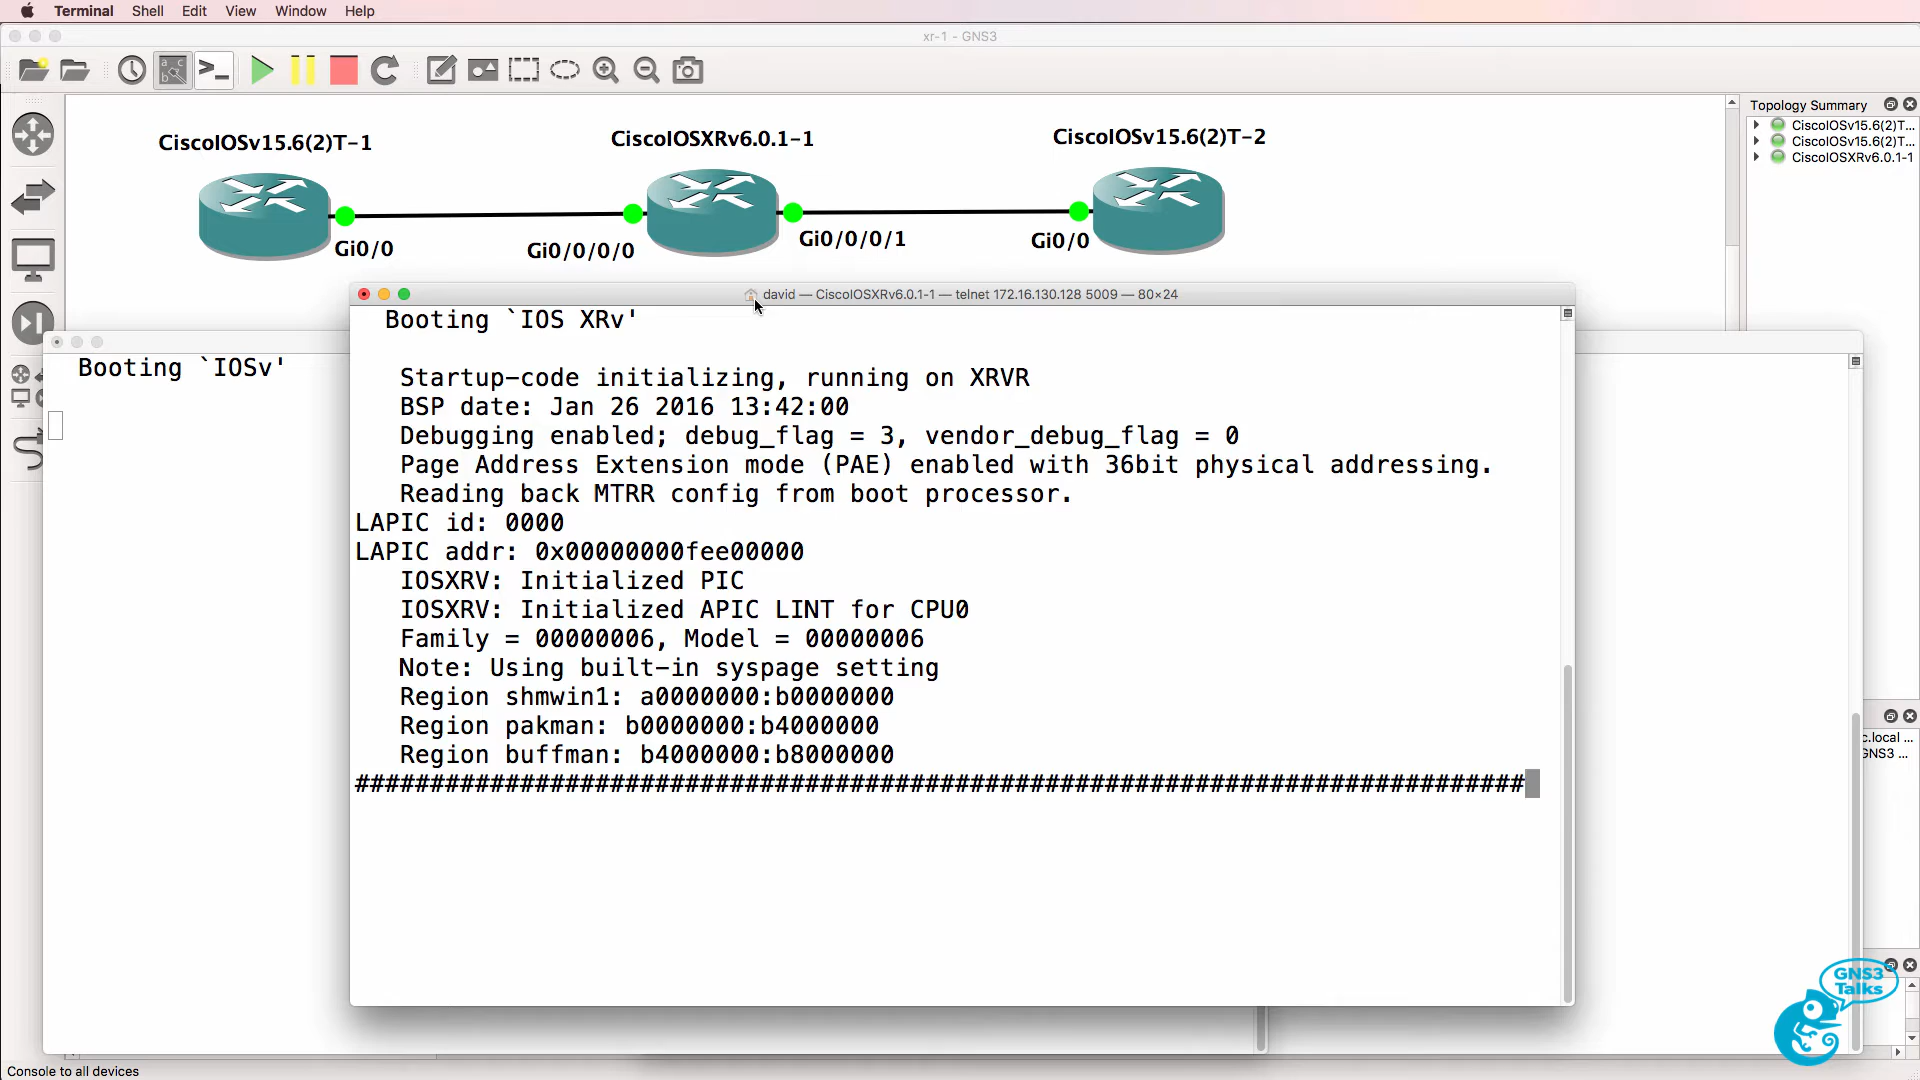 Terminal Shell Edit View Window Help
xr-1 - GNS3
Topology Summary
CiscoIOSv15.6(2)T...
CiscoIOSv15.6(2)T...
CiscoIOSXRv6.0.1-1
CiscoIOSv15.6(2)T-1
CiscoIOSXRv6.0.1-1
CiscoIOSv15.6(2)T-2
Gi0/0
Gi0/0/0/0
Gi0/0/0/1
Gi0/0
david — CiscoIOSXRv6.0.1-1 — telnet 172.16.130.128 5009 — 80×24
Booting `IOSv'
Booting `IOS XRv'
Startup-code initializing, running on XRVR
BSP date: Jan 26 2016 13:42:00
Debugging enabled; debug_flag = 3, vendor_debug_flag = 0
Page Address Extension mode (PAE) enabled with 36bit physical addressing.
Reading back MTRR config from boot processor.
LAPIC id: 0000
LAPIC addr: 0x00000000fee00000
IOSXRV: Initialized PIC
IOSXRV: Initialized APIC LINT for CPU0
Family = 00000006, Model = 00000006
Note: Using built-in syspage setting
Region shmwin1: a0000000:b0000000
Region pakman: b0000000:b4000000
Region buffman: b4000000:b8000000
##############################################################################
c.local ...
GNS3 ...
GNS3
Talks
Console to all devices